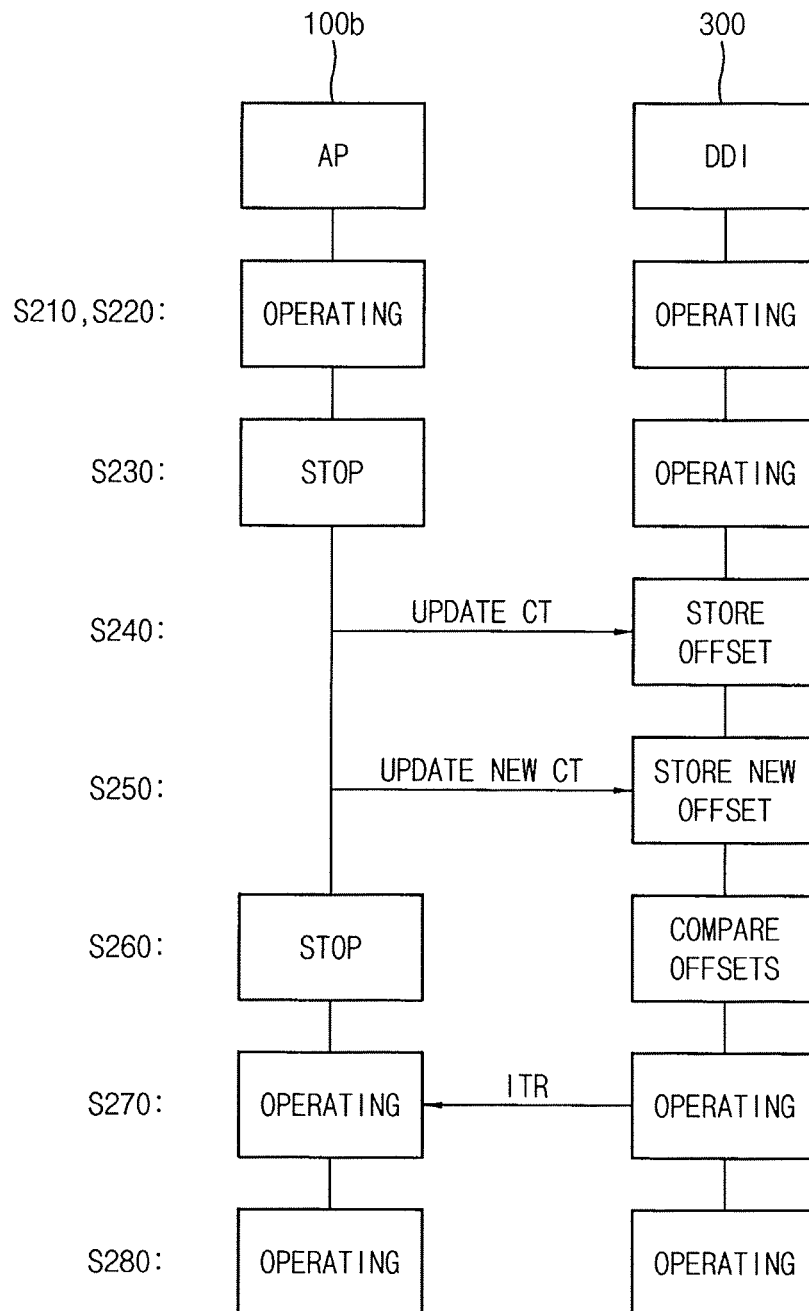 100b 300
AP DDI
S210,S220: OPERATING OPERATING
S230: STOP OPERATING
S240: UPDATE CT STORE
OFFSET
S250: UPDATE NEW CT STORE NEW
OFFSET
S260: STOP COMPARE
OFFSETS
S270: OPERATING ITR OPERATING
S280: OPERATING OPERATING